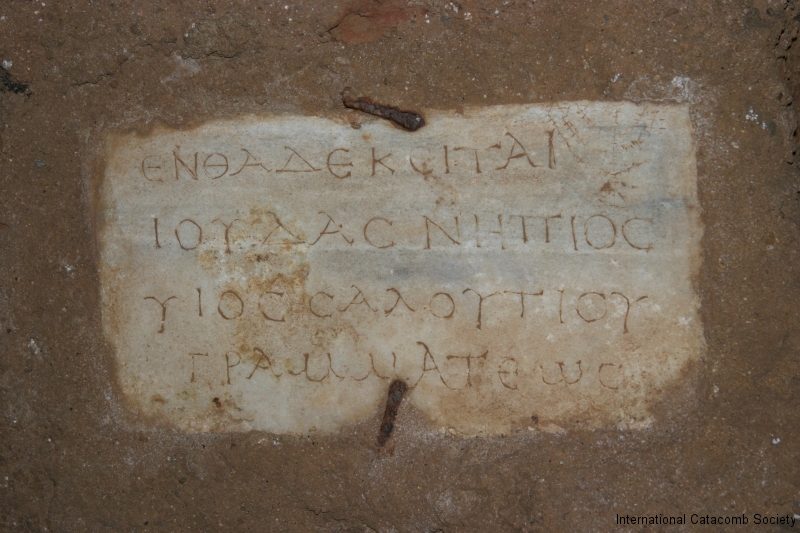 ΕΝΘΑΔΕ ΚΕΙΤΑΙ
ΙΟΥΔΑC ΝΗΠΙΟC
ΥΙΟC CΑΛΟΥΤΙΟΥ
ΓΡΑΜΜΑΤΕΩC
International Catacomb Society